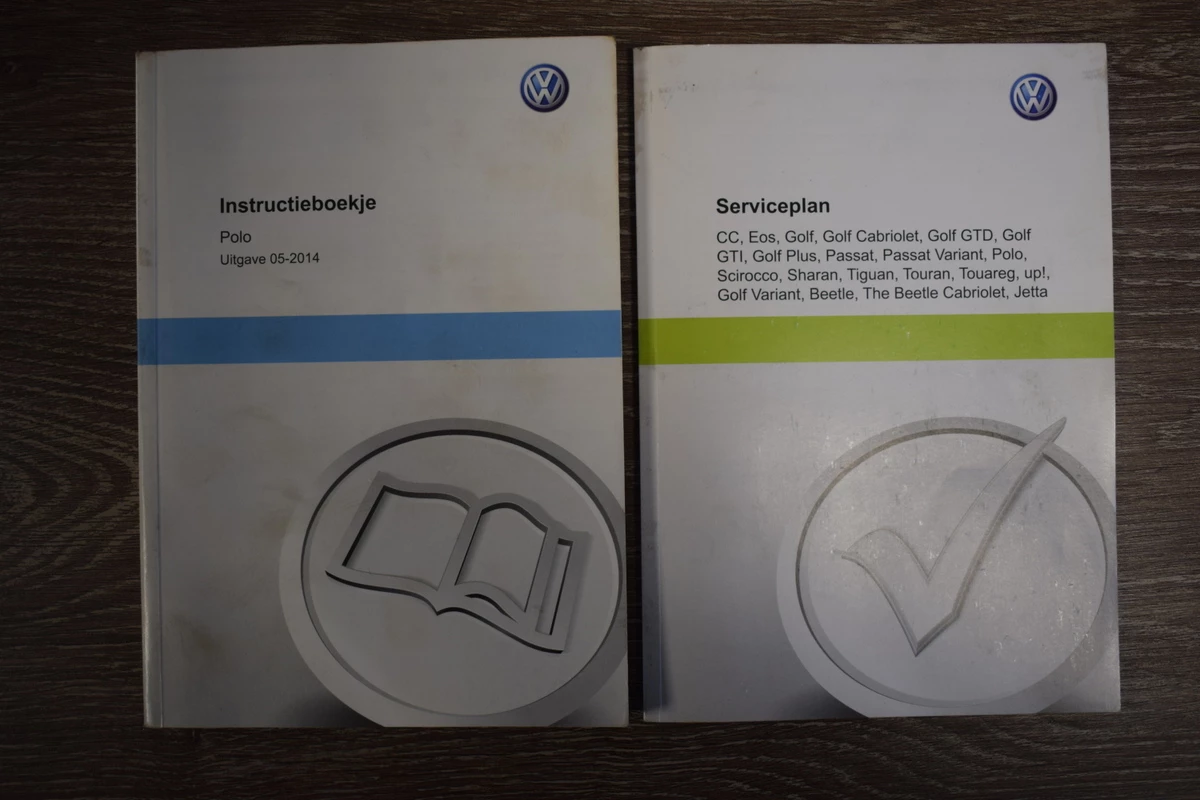 Instructieboekje
Polo
Uitgave 05-2014
Serviceplan
CC, Eos, Golf, Golf Cabriolet, Golf GTD, Golf
GTI, Golf Plus, Passat, Passat Variant, Polo,
Scirocco, Sharan, Tiguan, Touran, Touareg, up!,
Golf Variant, Beetle, The Beetle Cabriolet, Jetta